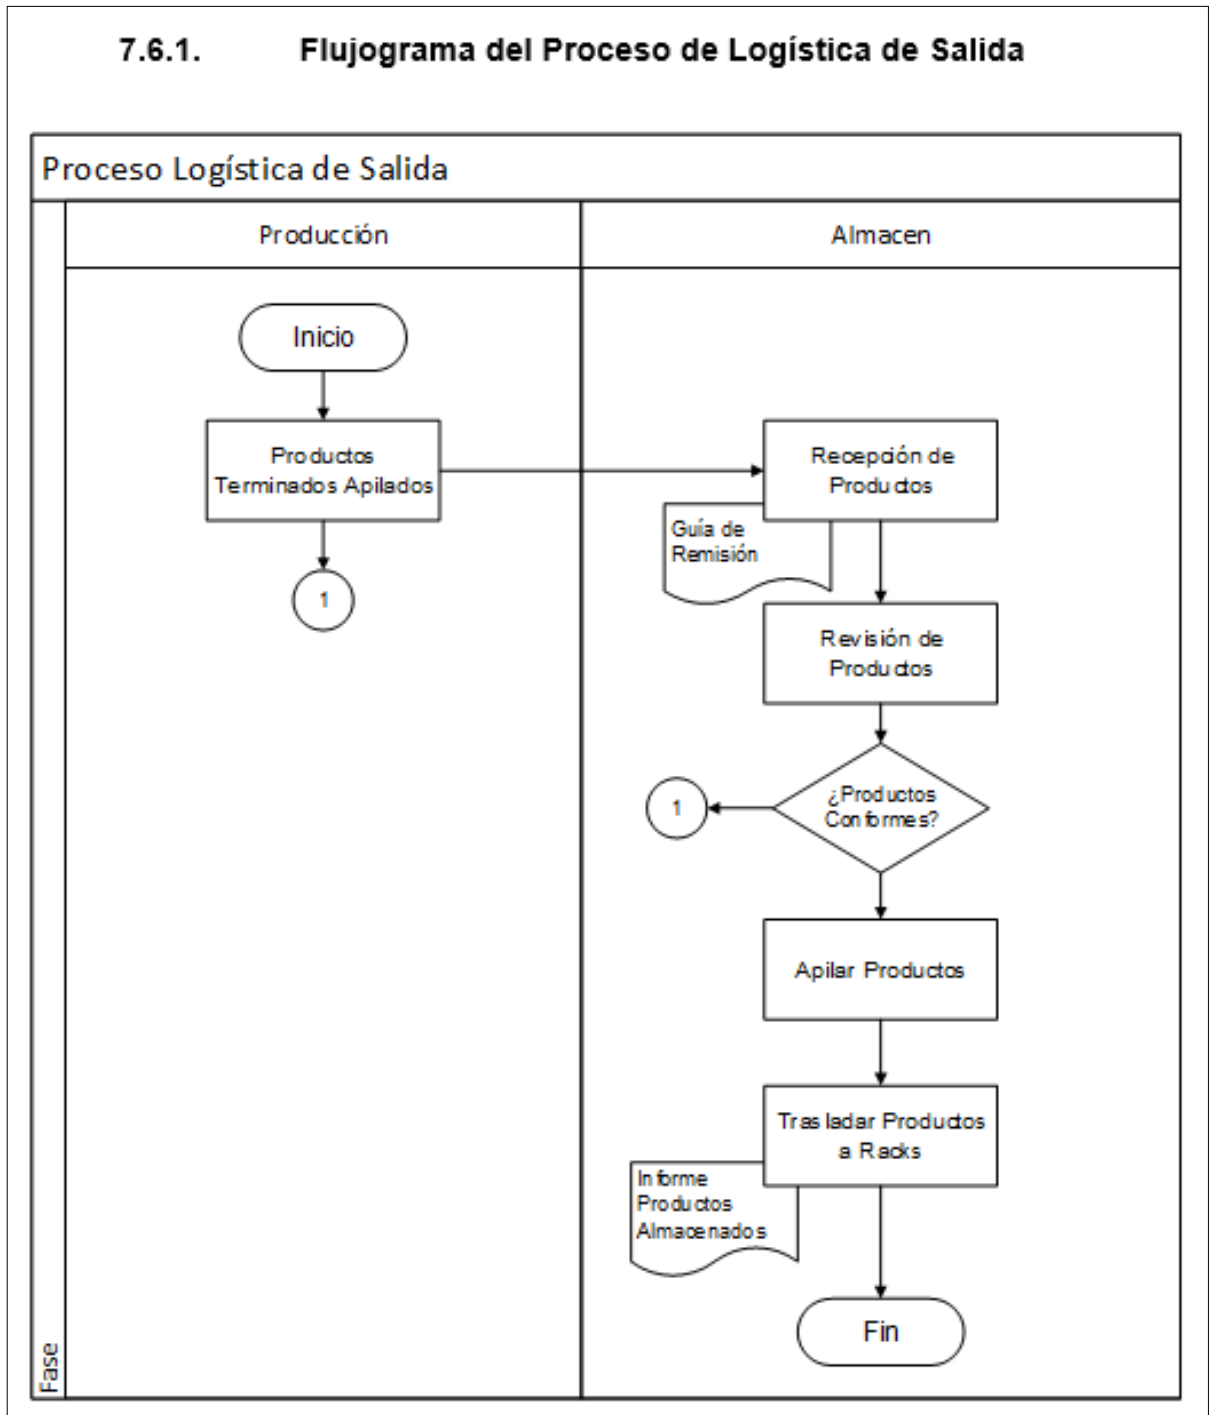 7.6.1. Flujograma del Proceso de Logística de Salida
Proceso Logística de Salida
Producción
Almacen
Inicio
Productos
Terminados Apilados
1
Recepción de
Productos
Guía de
Remisión
Revisión de
Productos
¿Productos
Conformes?
1
Apilar Productos
Trasladar Productos
a Racks
Informe
Productos
Almacenados
Fin
Fase